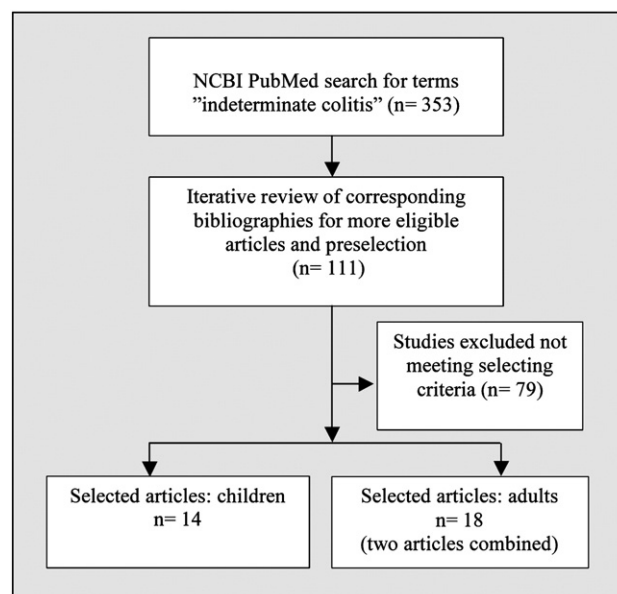 NCBI PubMed search for terms
”indeterminate colitis” (n= 353)
Iterative review of corresponding
bibliographies for more eligible
articles and preselection
(n= 111)
Studies excluded not
meeting selecting
criteria (n= 79)
Selected articles: children
n= 14
Selected articles: adults
n= 18
(two articles combined)